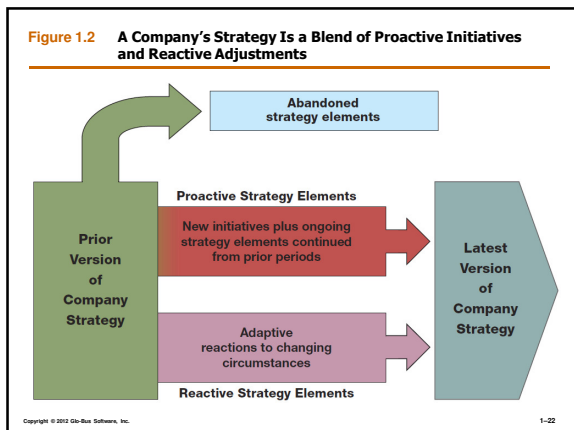 Figure 1.2 A Company’s Strategy Is a Blend of Proactive Initiatives
and Reactive Adjustments
Abandoned
strategy elements
Prior
Version
of
Company
Strategy
Proactive Strategy Elements
New initiatives plus ongoing
strategy elements continued
from prior periods
Adaptive
reactions to changing
circumstances
Reactive Strategy Elements
Latest
Version
of
Company
Strategy
Copyright © 2012 Glo-Bus Software, Inc.
1–22